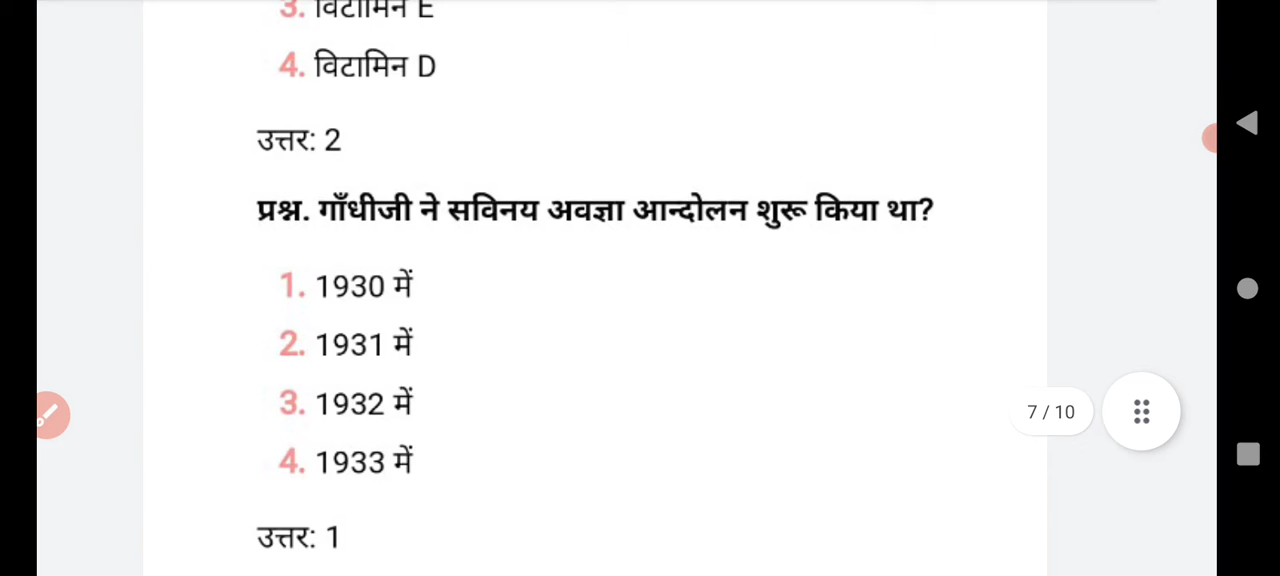 3. विटामिन E
4. विटामिन D
उत्तर: 2
प्रश्न. गाँधीजी ने सविनय अवज्ञा आन्दोलन शुरू किया था?
1. 1930 में
2. 1931 में
3. 1932 में
7 / 10
4. 1933 में
उत्तर: 1